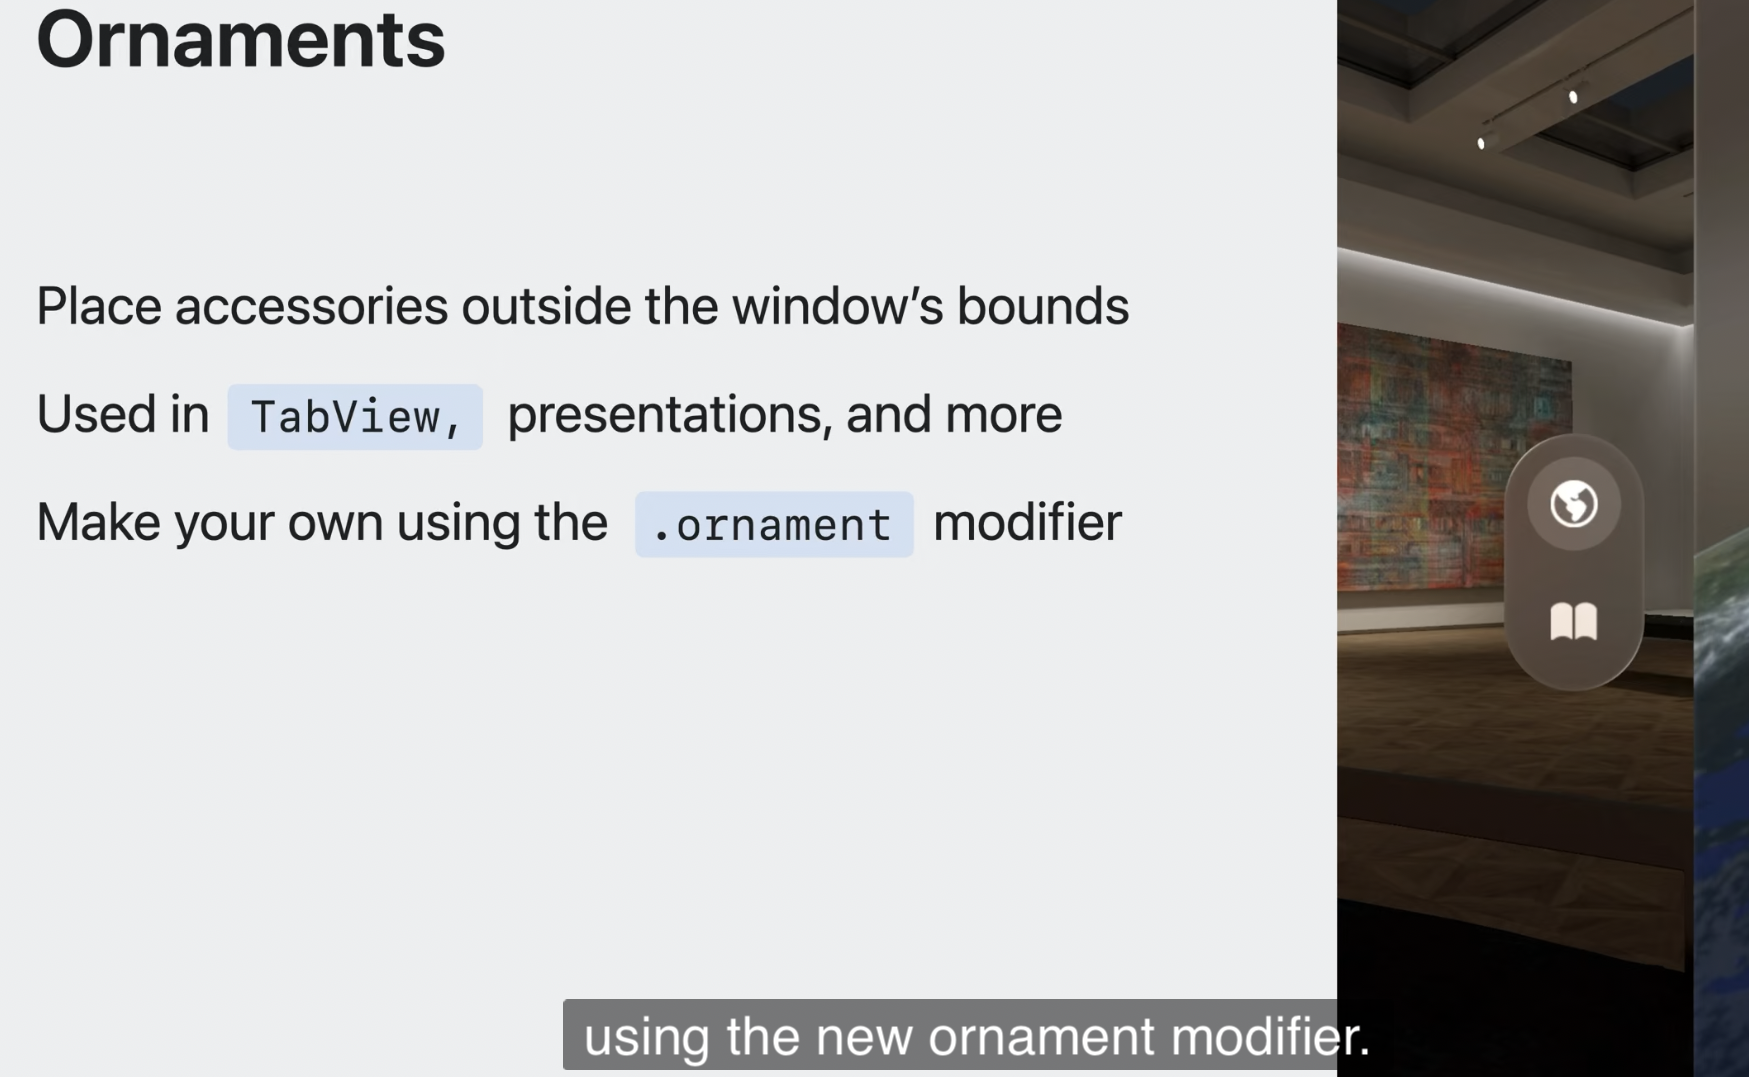 Ornaments
Place accessories outside the window’s bounds
Used in TabView, presentations, and more
Make your own using the .ornament modifier
using the new ornament modifier.